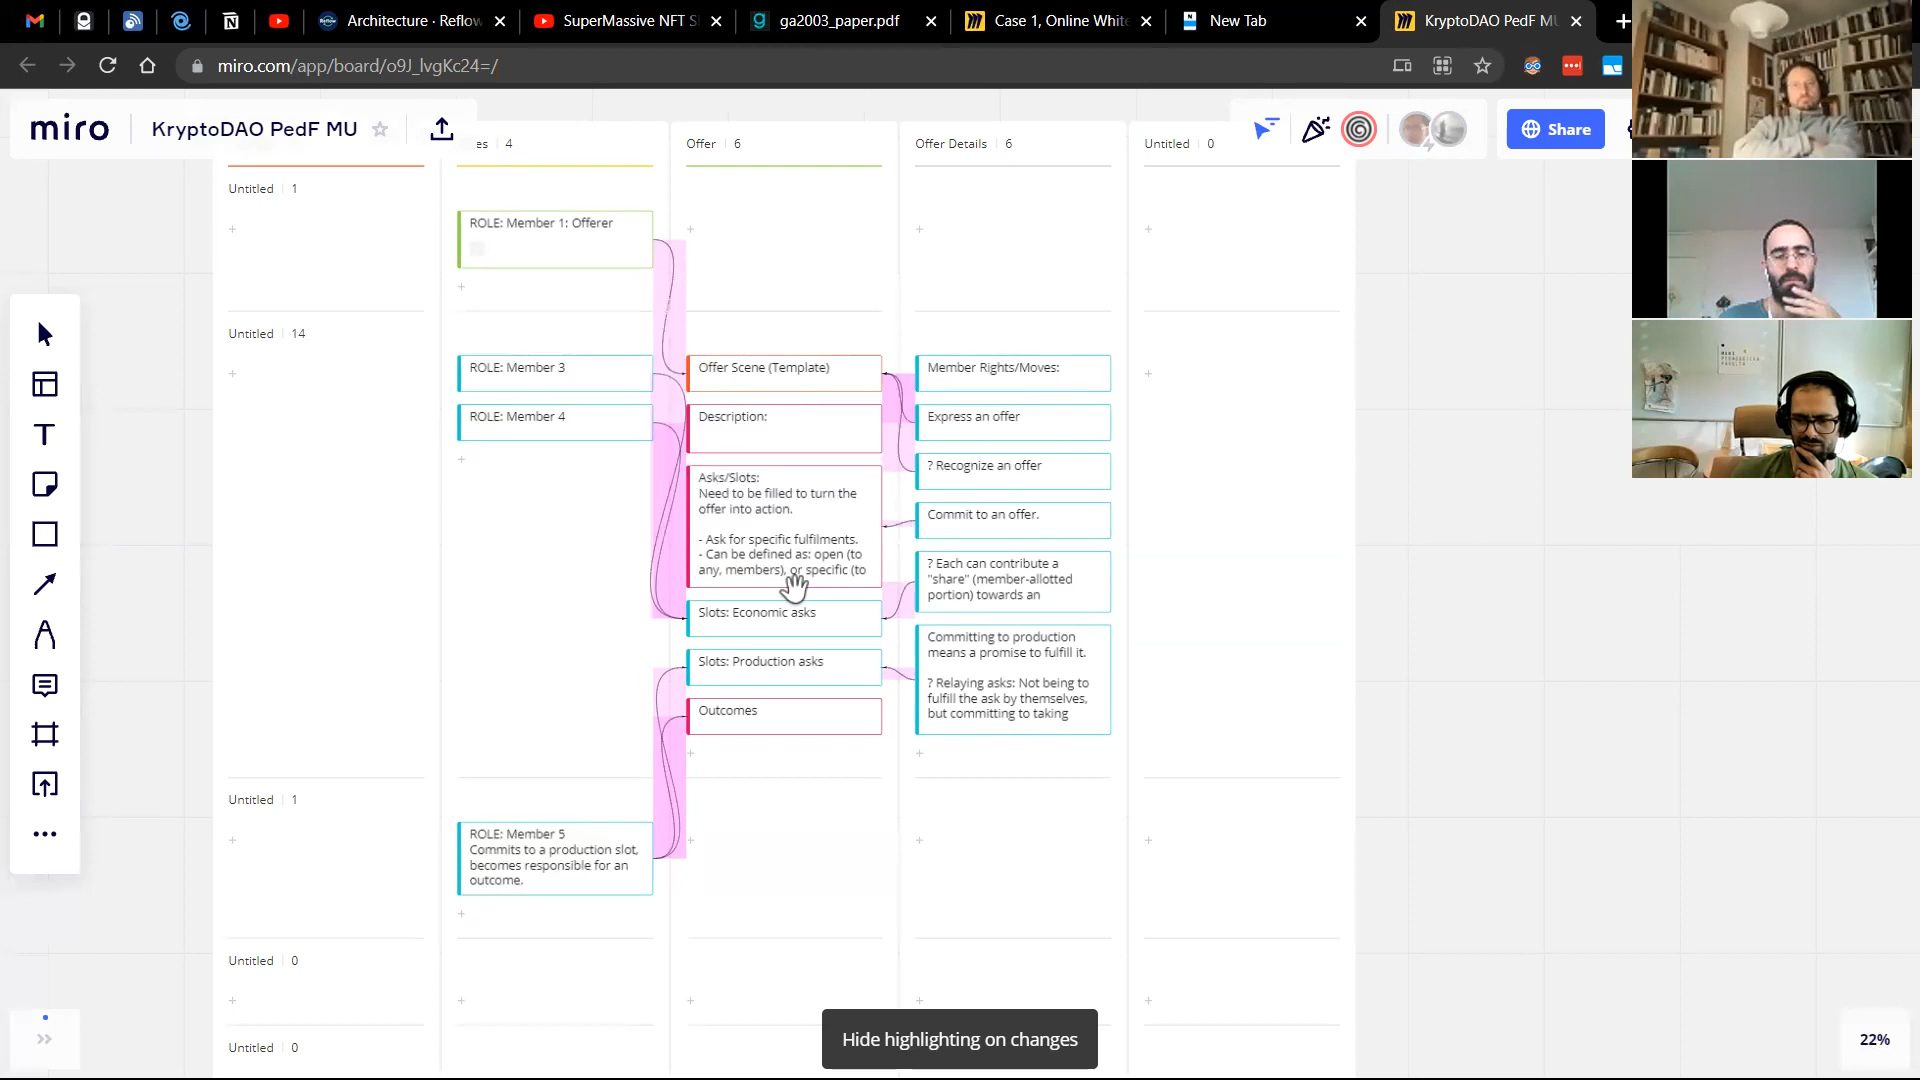 Architecture · Reflow
SuperMassive NFT S
ga2003_paper.pdf
Case 1, Online White
New Tab
KryptoDAO PedF MU
miro.com/app/board/o9J_lvgKc24=/
miro
KryptoDAO PedF MU
Share
es 4
Offer 6
Offer Details 6
Untitled 0
Untitled 1
ROLE: Member 1: Offerer
Untitled 14
ROLE: Member 3
ROLE: Member 4
Offer Scene (Template)
Description:
Asks/Slots:
Need to be filled to turn the
offer into action.
- Ask for specific fulfilments.
- Can be defined as: open (to
any, members), or specific (to
Slots: Economic asks
Slots: Production asks
Outcomes
Member Rights/Moves:
Express an offer
? Recognize an offer
Commit to an offer.
? Each can contribute a
"share" (member-allotted
portion) towards an
Committing to production
means a promise to fulfill it.
? Relaying asks: Not being to
fulfill the ask by themselves,
but committing to taking
Untitled 1
ROLE: Member 5
Commits to a production slot,
becomes responsible for an
outcome.
Untitled 0
Untitled 0
Hide highlighting on changes
22%